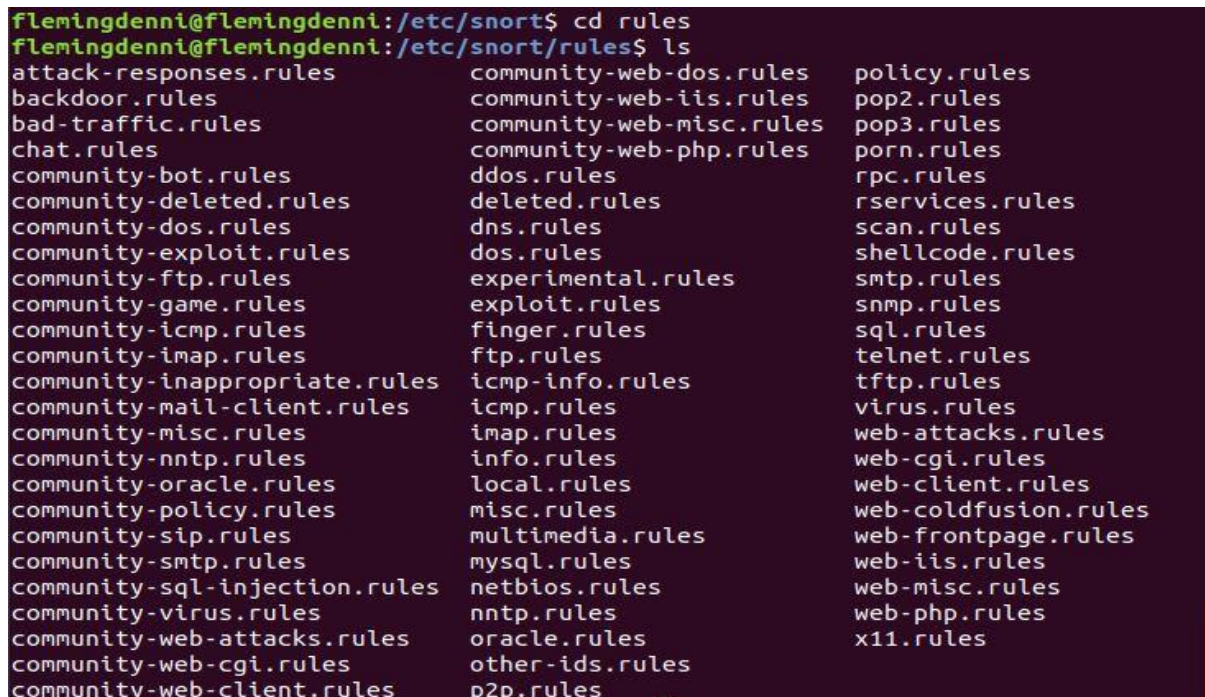 flemingdenni@flemingdenni:/etc/snort$ cd rules
flemingdenni@flemingdenni:/etc/snort/rules$ ls
attack-responses.rules community-web-dos.rules policy.rules
backdoor.rules community-web-iis.rules pop2.rules
bad-traffic.rules community-web-misc.rules pop3.rules
chat.rules community-web-php.rules porn.rules
community-bot.rules ddos.rules rpc.rules
community-deleted.rules deleted.rules rservices.rules
community-dos.rules dns.rules scan.rules
community-exploit.rules dos.rules shellcode.rules
community-ftp.rules experimental.rules smtp.rules
community-game.rules exploit.rules snmp.rules
community-icmp.rules finger.rules sql.rules
community-imap.rules ftp.rules telnet.rules
community-inappropriate.rules icmp-info.rules tftp.rules
community-mail-client.rules icmp.rules virus.rules
community-misc.rules imap.rules web-attacks.rules
community-nntp.rules info.rules web-cgi.rules
community-oracle.rules local.rules web-client.rules
community-policy.rules misc.rules web-coldfusion.rules
community-sip.rules multimedia.rules web-frontpage.rules
community-smtp.rules mysql.rules web-iis.rules
community-sql-injection.rules netbios.rules web-misc.rules
community-virus.rules nntp.rules web-php.rules
community-web-attacks.rules oracle.rules x11.rules
community-web-cgi.rules other-ids.rules
community-web-client.rules p2p.rules